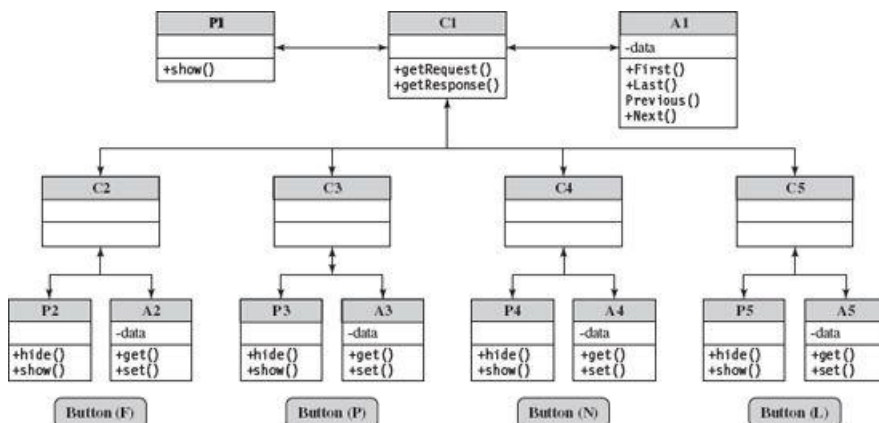 P1
+show()
C1
+getRequest()
+getResponse()
A1
-data
+First()
+Last()
Previous()
+Next()
C2
C3
C4
C5
P2
+hide()
+show()
A2
-data
+get()
+set()
P3
+hide()
+show()
A3
-data
+get()
+set()
P4
+hide()
+show()
A4
-data
+get()
+set()
P5
+hide()
+show()
A5
-data
+get()
+set()
Button (F)
Button (P)
Button (N)
Button (L)